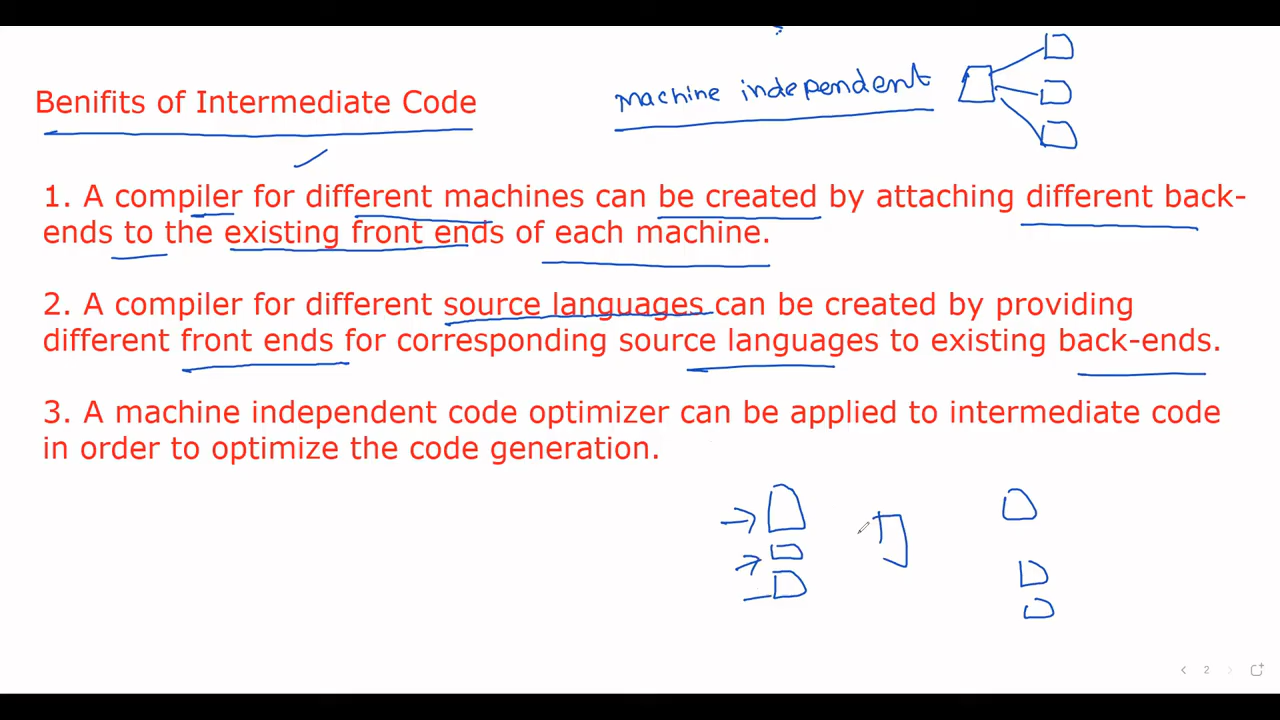 machine independent
Benifits of Intermediate Code
1. A compiler for different machines can be created by attaching different back-
ends to the existing front ends of each machine.
2. A compiler for different source languages can be created by providing
different front ends for corresponding source languages to existing back-ends.
3. A machine independent code optimizer can be applied to intermediate code
in order to optimize the code generation.
2